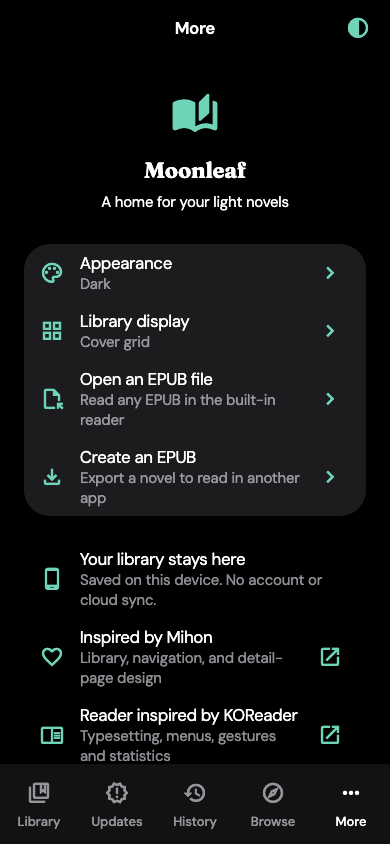 More
Moonleaf
A home for your light novels
Appearance
Dark
Library display
Cover grid
Open an EPUB file
Read any EPUB in the built-in
reader
Create an EPUB
Export a novel to read in another
app
Your library stays here
Saved on this device. No account or
cloud sync.
Inspired by Mihon
Library, navigation, and detail-
page design
Reader inspired by KOReader
Typesetting, menus, gestures
and statistics
Library
Updates
History
Browse
More